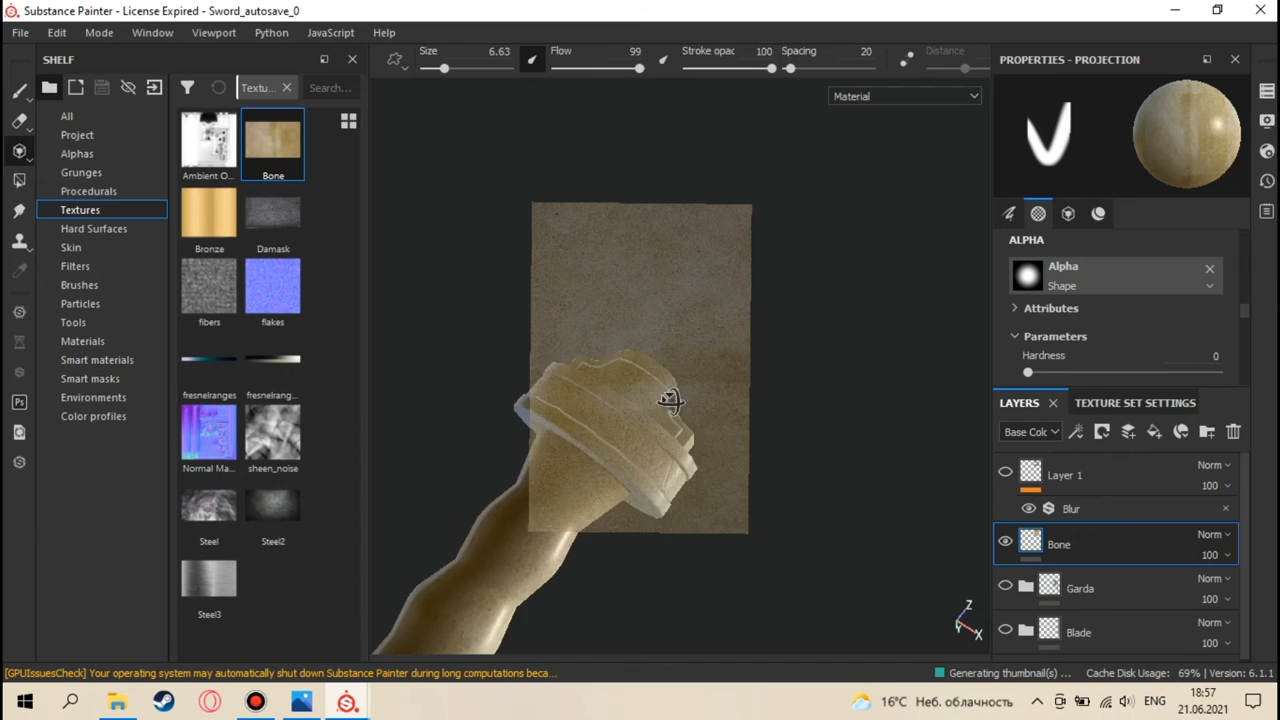 Substance Painter - License Expired - Sword_autosave_0
File Edit Mode Window Viewport Python JavaScript Help
SHELF
Size 6.63 Flow 99 Stroke opac 100 Spacing 20 Distance
PROPERTIES - PROJECTION
Textu... Search...
Material
All
Project
Alphas
Grunges
Procedurals
Textures
Hard Surfaces
Skin
Filters
Brushes
Particles
Tools
Materials
Smart materials
Smart masks
Environments
Color profiles
Ambient O... Bone
Bronze Damask
fibers flakes
fresnelranges fresnelrang...
Normal Ma... sheen_noise
Steel Steel2
Steel3
Z
Y
X
ALPHA
Alpha
Shape
Attributes
Parameters
Hardness 0
LAYERS TEXTURE SET SETTINGS
Base Col
Layer 1 Norm
100
Blur
Bone Norm
100
Garda Norm
100
Blade Norm
100
Ps
[GPUIssuesCheck] Your operating system may automatically shut down Substance Painter during long computations beca...
Generating thumbnail(s) ... Cache Disk Usage: 69% | Version: 6.1.1
16°C Неб. облачность ENG 18:57
21.06.2021